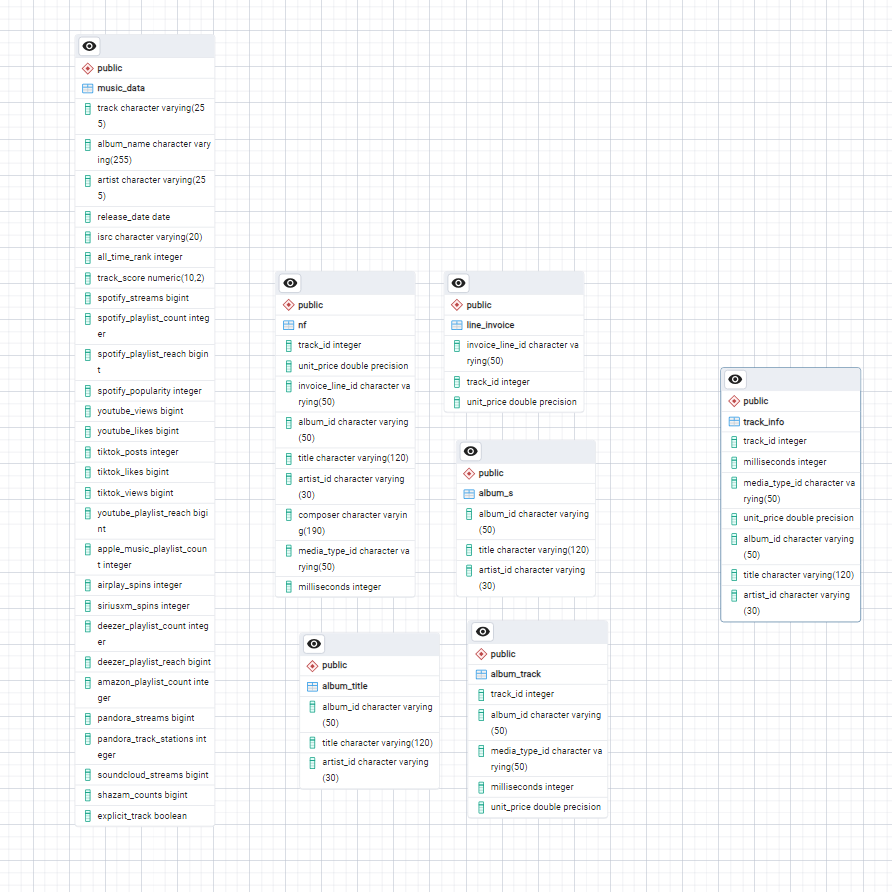 public
music_data
track character varying(25
5)
album_name character vary
ing(255)
artist character varying(25
5)
release_date date
isrc character varying(20)
all_time_rank integer
track_score numeric(10,2)
spotify_streams bigint
spotify_playlist_count integ
er
spotify_playlist_reach bigin
t
spotify_popularity integer
youtube_views bigint
youtube_likes bigint
tiktok_posts integer
tiktok_likes bigint
tiktok_views bigint
youtube_playlist_reach bigi
nt
apple_music_playlist_coun
t integer
airplay_spins integer
siriusxm_spins integer
deezer_playlist_count integ
er
deezer_playlist_reach bigint
amazon_playlist_count inte
ger
pandora_streams bigint
pandora_track_stations int
eger
soundcloud_streams bigint
shazam_counts bigint
explicit_track boolean
public
nf
track_id integer
unit_price double precision
invoice_line_id character va
rying(50)
album_id character varying
(50)
title character varying(120)
artist_id character varying
(30)
composer character varyin
g(190)
media_type_id character va
rying(50)
milliseconds integer
public
line_invoice
invoice_line_id character va
rying(50)
track_id integer
unit_price double precision
public
album_s
album_id character varying
(50)
title character varying(120)
artist_id character varying
(30)
public
album_title
album_id character varying
(50)
title character varying(120)
artist_id character varying
(30)
public
album_track
track_id integer
album_id character varying
(50)
media_type_id character va
rying(50)
milliseconds integer
unit_price double precision
public
track_info
track_id integer
milliseconds integer
media_type_id character va
rying(50)
unit_price double precision
album_id character varying
(50)
title character varying(120)
artist_id character varying
(30)